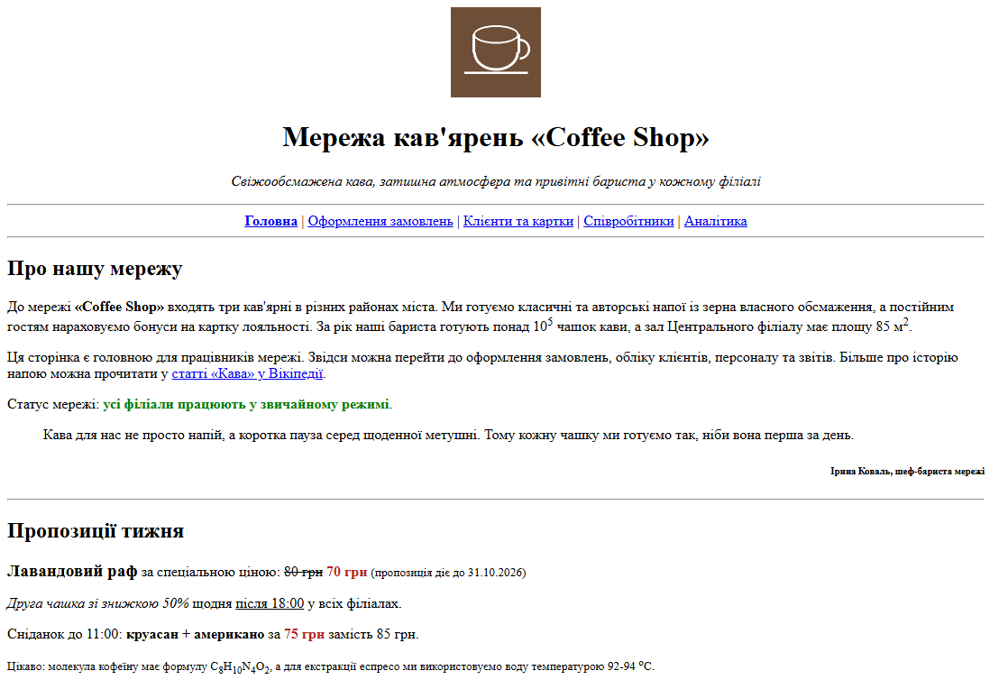 Мережа кав'ярень «Coffee Shop»
Свіжообсмажена кава, затишна атмосфера та привітні бариста у кожному філіалі
Головна | Оформлення замовлень | Клієнти та картки | Співробітники | Аналітика
Про нашу мережу
До мережі «Coffee Shop» входять три кав'ярні в різних районах міста. Ми готуємо класичні та авторські напої із зерна власного обсмаження, а постійним
гостям нараховуємо бонуси на картку лояльності. За рік наші бариста готують понад 10⁵ чашок кави, а зал Центрального філіалу має площу 85 м².
Ця сторінка є головною для працівників мережі. Звідси можна перейти до оформлення замовлень, обліку клієнтів, персоналу та звітів. Більше про історію
напою можна прочитати у статті «Кава» у Вікіпедії.
Статус мережі: усі філіали працюють у звичайному режимі.
Кава для нас не просто напій, а коротка пауза серед щоденної метушні. Тому кожну чашку ми готуємо так, ніби вона перша за день.
Ірина Коваль, шеф-бариста мережі
Пропозиції тижня
Лавандовий раф за спеціальною ціною: 80 грн 70 грн (пропозиція діє до 31.10.2026)
Друга чашка зі знижкою 50% щодня після 18:00 у всіх філіалах.
Сніданок до 11:00: круасан + американо за 75 грн замість 85 грн.
Цікаво: молекула кофеїну має формулу C₈H₁₀N₄O₂, а для екстракції еспресо ми використовуємо воду температурою 92-94 ᵒC.